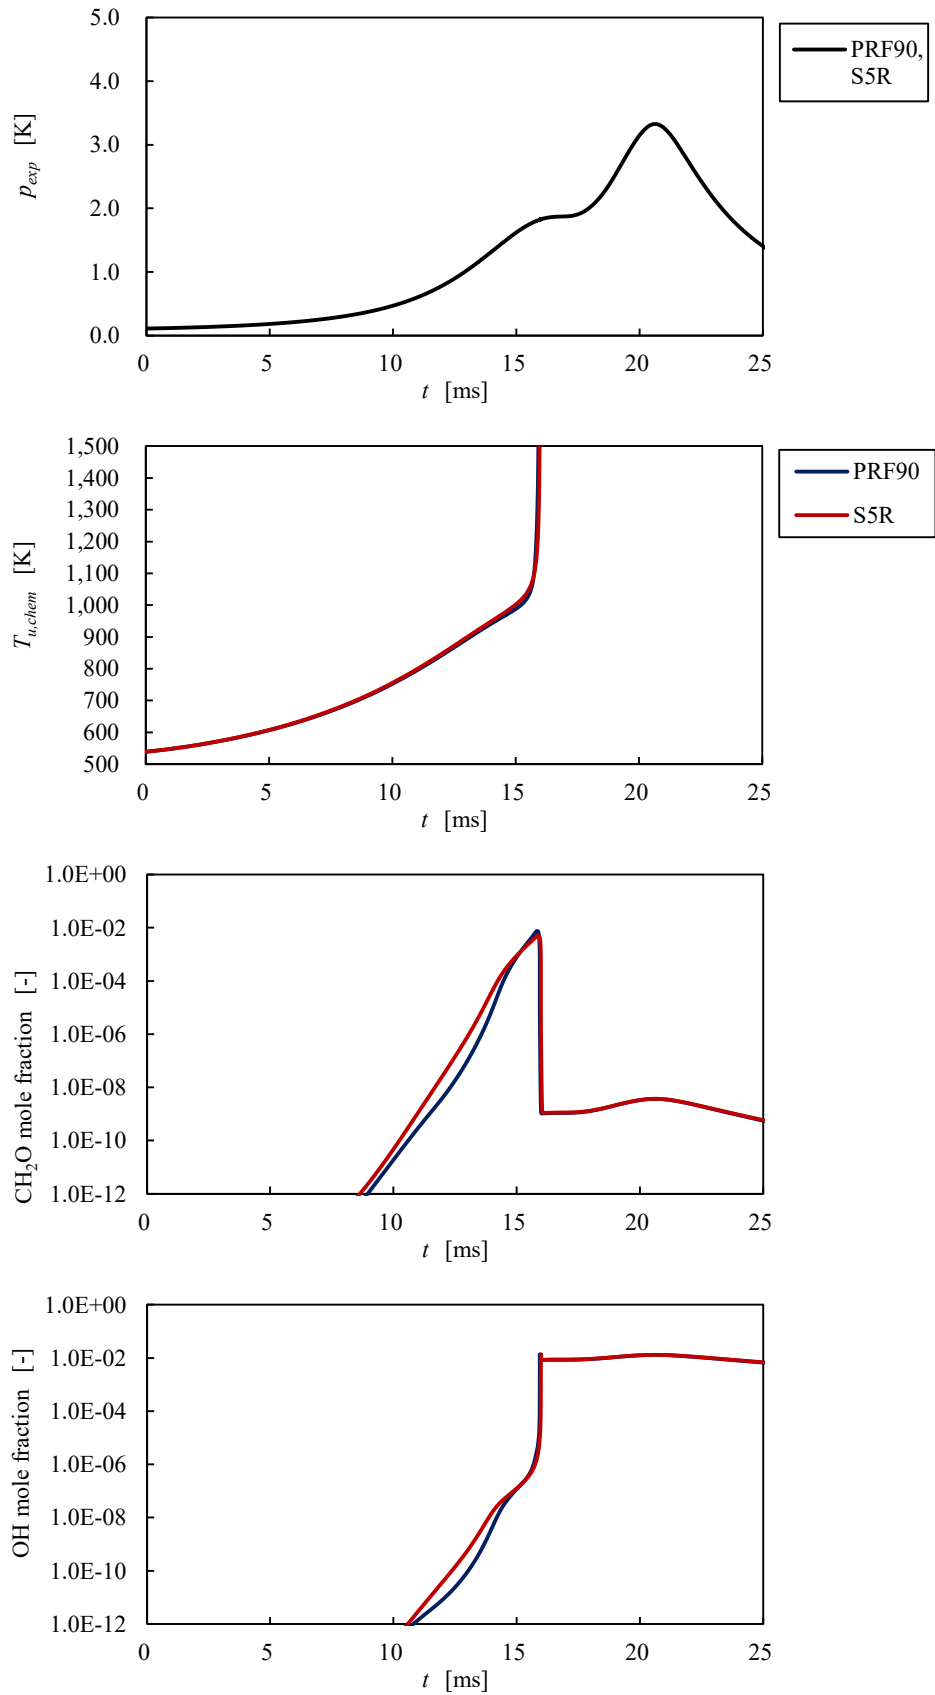 5.0
4.0
3.0
2.0
1.0
0.0
p_exp [K]
0 5 10 15 20 25
t [ms]
PRF90,
S5R
1,500
1,400
1,300
1,200
1,100
1,000
900
800
700
600
500
T_u,chem [K]
0 5 10 15 20 25
t [ms]
PRF90
S5R
1.0E+00
1.0E-02
1.0E-04
1.0E-06
1.0E-08
1.0E-10
1.0E-12
CH₂O mole fraction [-]
0 5 10 15 20 25
t [ms]
1.0E+00
1.0E-02
1.0E-04
1.0E-06
1.0E-08
1.0E-10
1.0E-12
OH mole fraction [-]
0 5 10 15 20 25
t [ms]